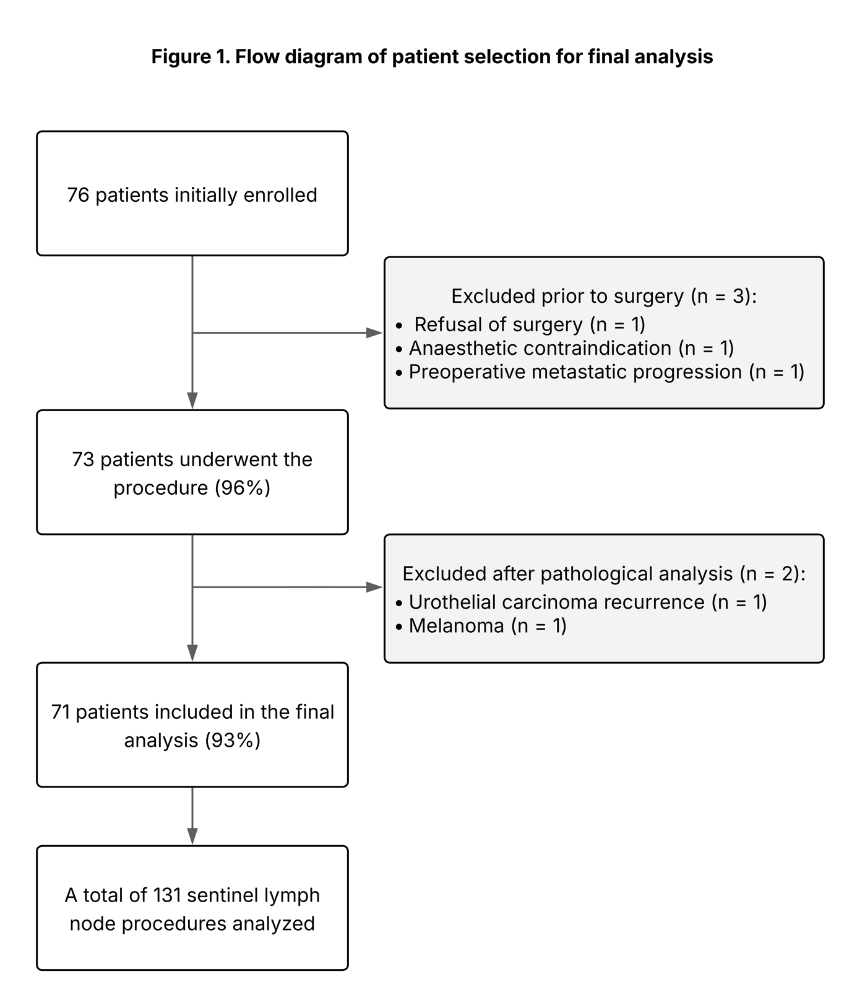 Figure 1. Flow diagram of patient selection for final analysis
76 patients initially enrolled
Excluded prior to surgery (n = 3):
• Refusal of surgery (n = 1)
• Anaesthetic contraindication (n = 1)
• Preoperative metastatic progression (n = 1)
73 patients underwent the
procedure (96%)
Excluded after pathological analysis (n = 2):
• Urothelial carcinoma recurrence (n = 1)
• Melanoma (n = 1)
71 patients included in the final
analysis (93%)
A total of 131 sentinel lymph
node procedures analyzed